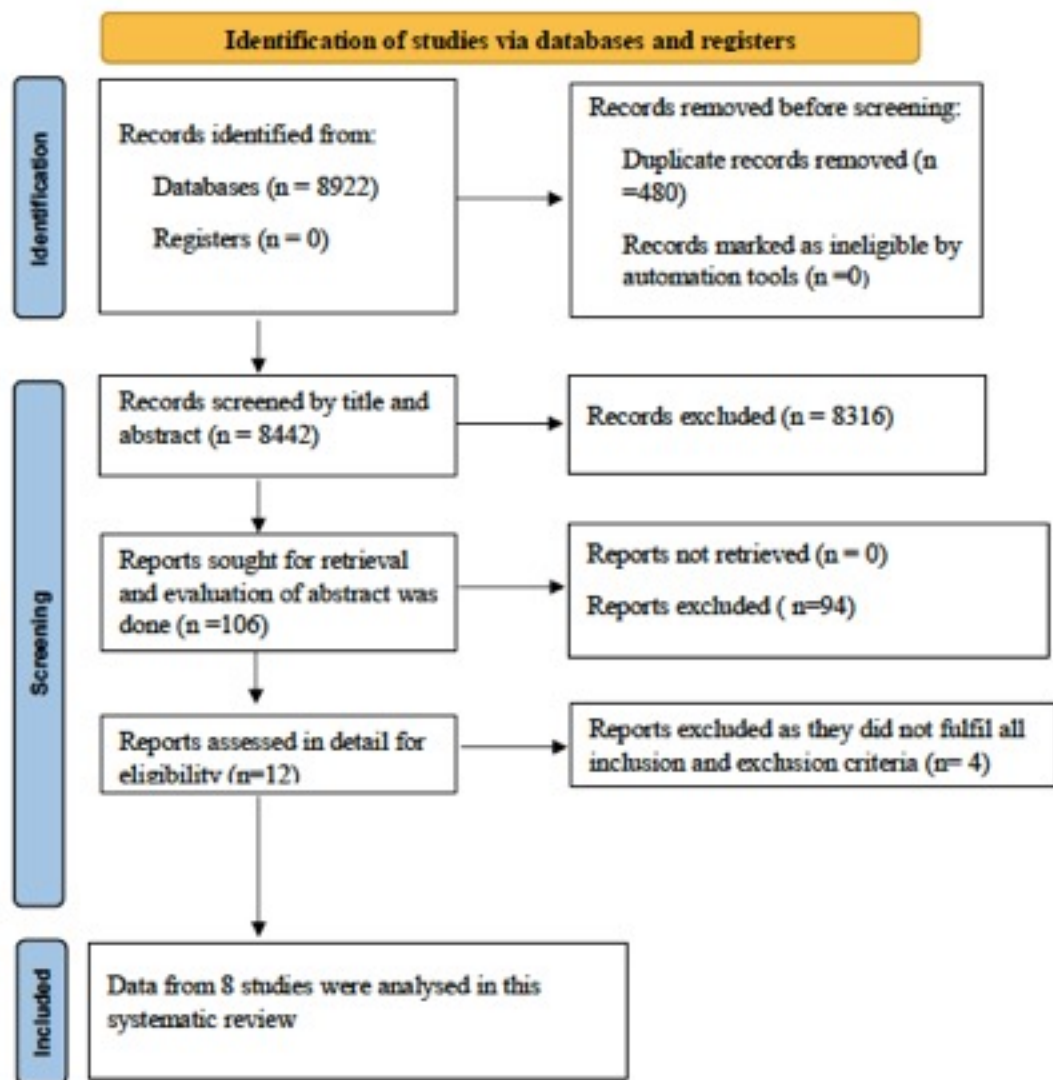 Identification of studies via databases and registers
Identification
Records identified from:
Databases (n = 8922)
Registers (n = 0)
Records removed before screening:
Duplicate records removed (n
=480)
Records marked as ineligible by
automation tools (n =0)
Screening
Records screened by title and
abstract (n = 8442)
Records excluded (n = 8316)
Reports sought for retrieval
and evaluation of abstract was
done (n =106)
Reports not retrieved (n = 0)
Reports excluded ( n=94)
Reports assessed in detail for
eligibility (n=12)
Reports excluded as they did not fulfil all
inclusion and exclusion criteria (n= 4)
Included
Data from 8 studies were analysed in this
systematic review